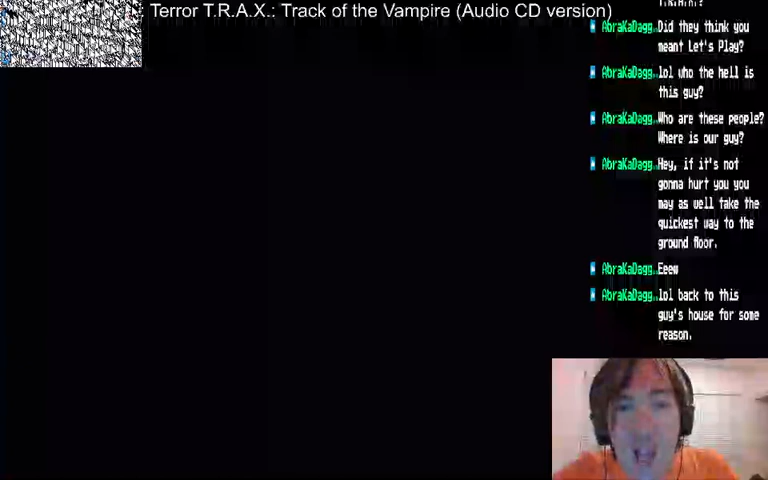 : Terror T.R.A.X.: Track of the Vampire (Audio CD version)
AbraKaDagg..Did they think you
meant Let's Play?
AbraKaDagg..lol who the hell is
this guy?
AbraKaDagg..Who are these people?
Where is our guy?
AbraKaDagg..Hey, if it's not
gonna hurt you you
may as well take the
quickest way to the
ground floor.
AbraKaDagg..Eeew
AbraKaDagg..lol back to this
guy's house for some
reason.